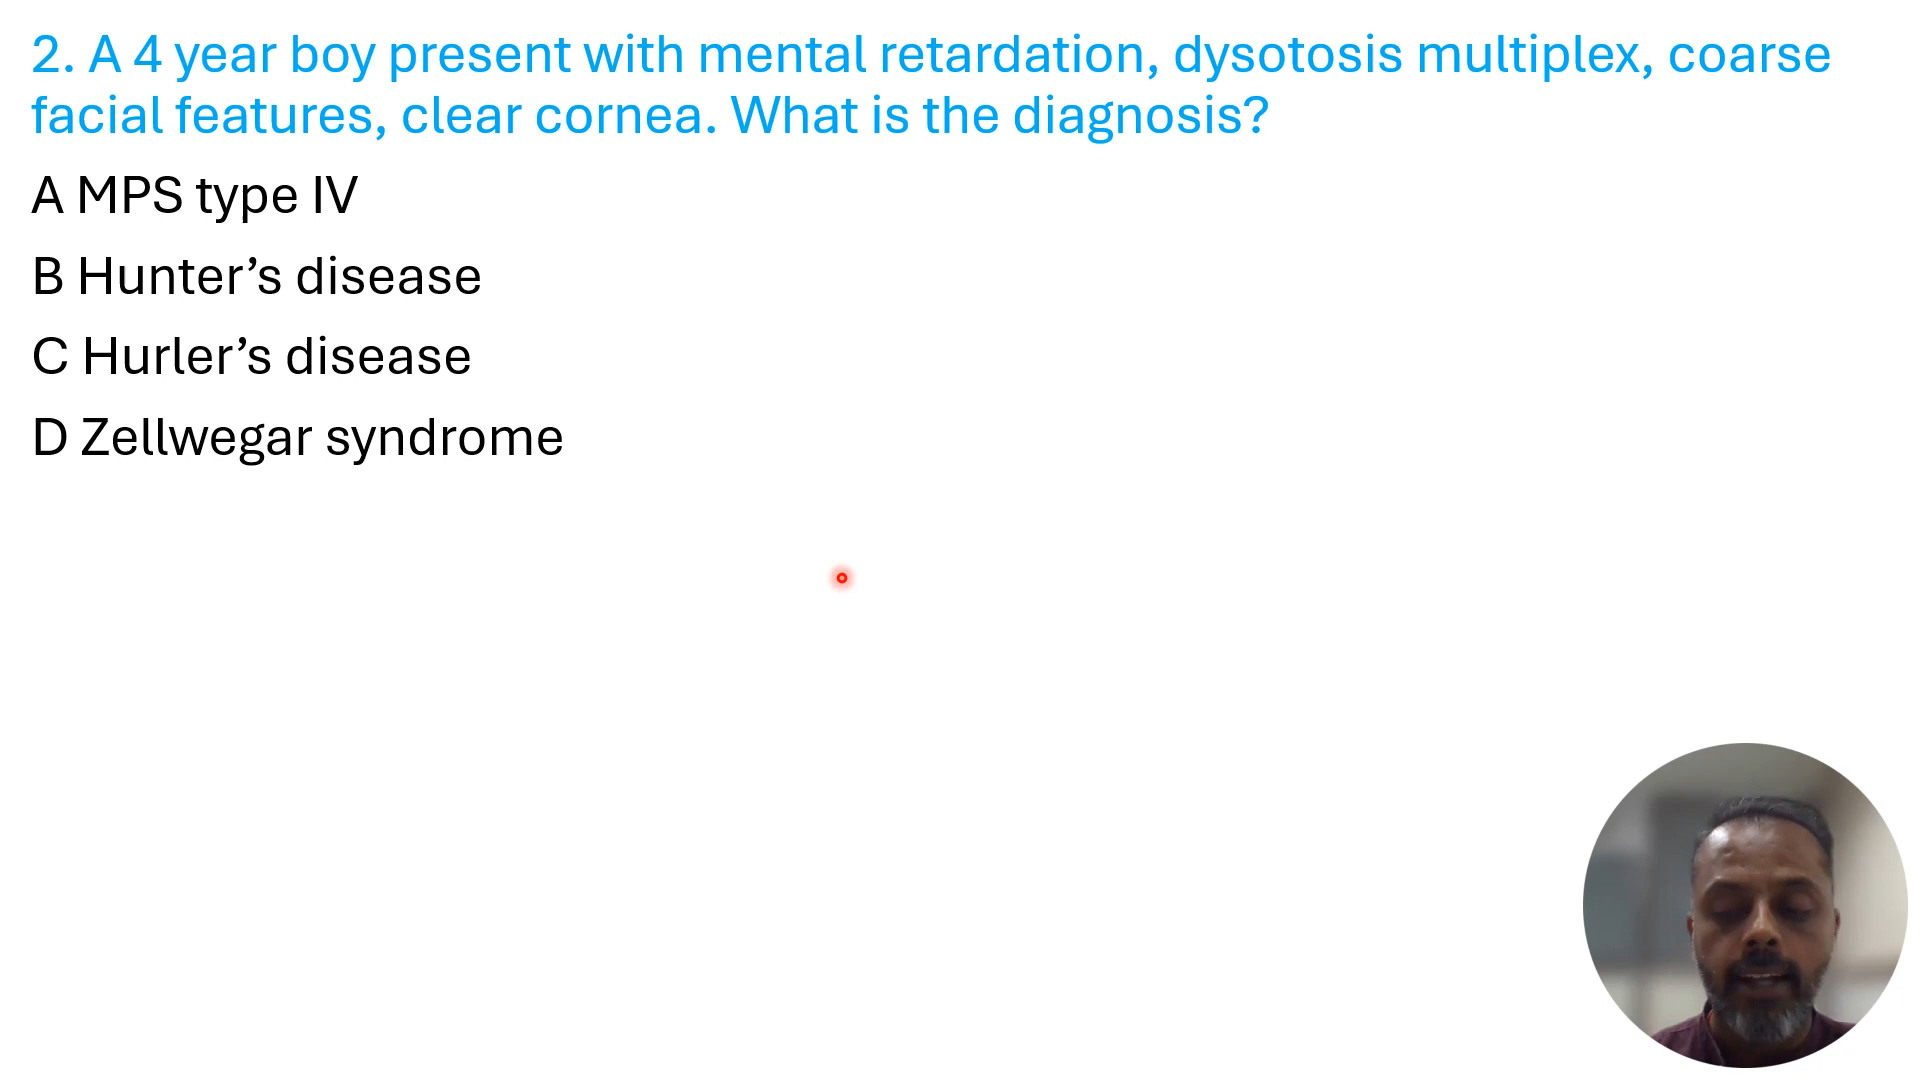 2. A 4 year boy present with mental retardation, dysotosis multiplex, coarse
facial features, clear cornea. What is the diagnosis?
A MPS type IV
B Hunter’s disease
C Hurler’s disease
D Zellwegar syndrome